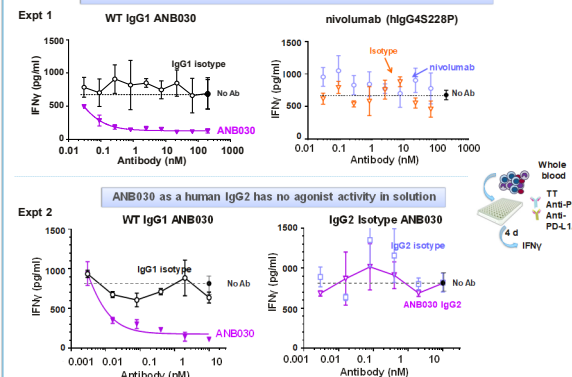 Expt 1
WT IgG1 ANB030
1500
1000
500
0
IFNγ (pg/ml)
IgG1 isotype
No Ab
ANB030
0.01 0.1 1 10 100 1000
Antibody (nM)
nivolumab (hIgG4S228P)
1500
1000
500
0
IFNγ (pg/ml)
Isotype
nivolumab
No Ab
0.01 0.1 1 10 100 1000
Antibody (nM)
Whole
blood
TT
Anti-P
Anti-
PD-L1
4 d
IFNγ
ANB030 as a human IgG2 has no agonist activity in solution
Expt 2
WT IgG1 ANB030
1500
1000
500
0
IFNγ (pg/ml)
IgG1 isotype
No Ab
ANB030
0.001 0.01 0.1 1 10
Antibody (nM)
IgG2 Isotype ANB030
1500
000
500
0
IFNγ (pg/ml)
IgG2 isotype
No Ab
ANB030 IgG2
0.001 0.01 0.1 1 10
Antibody (nM)